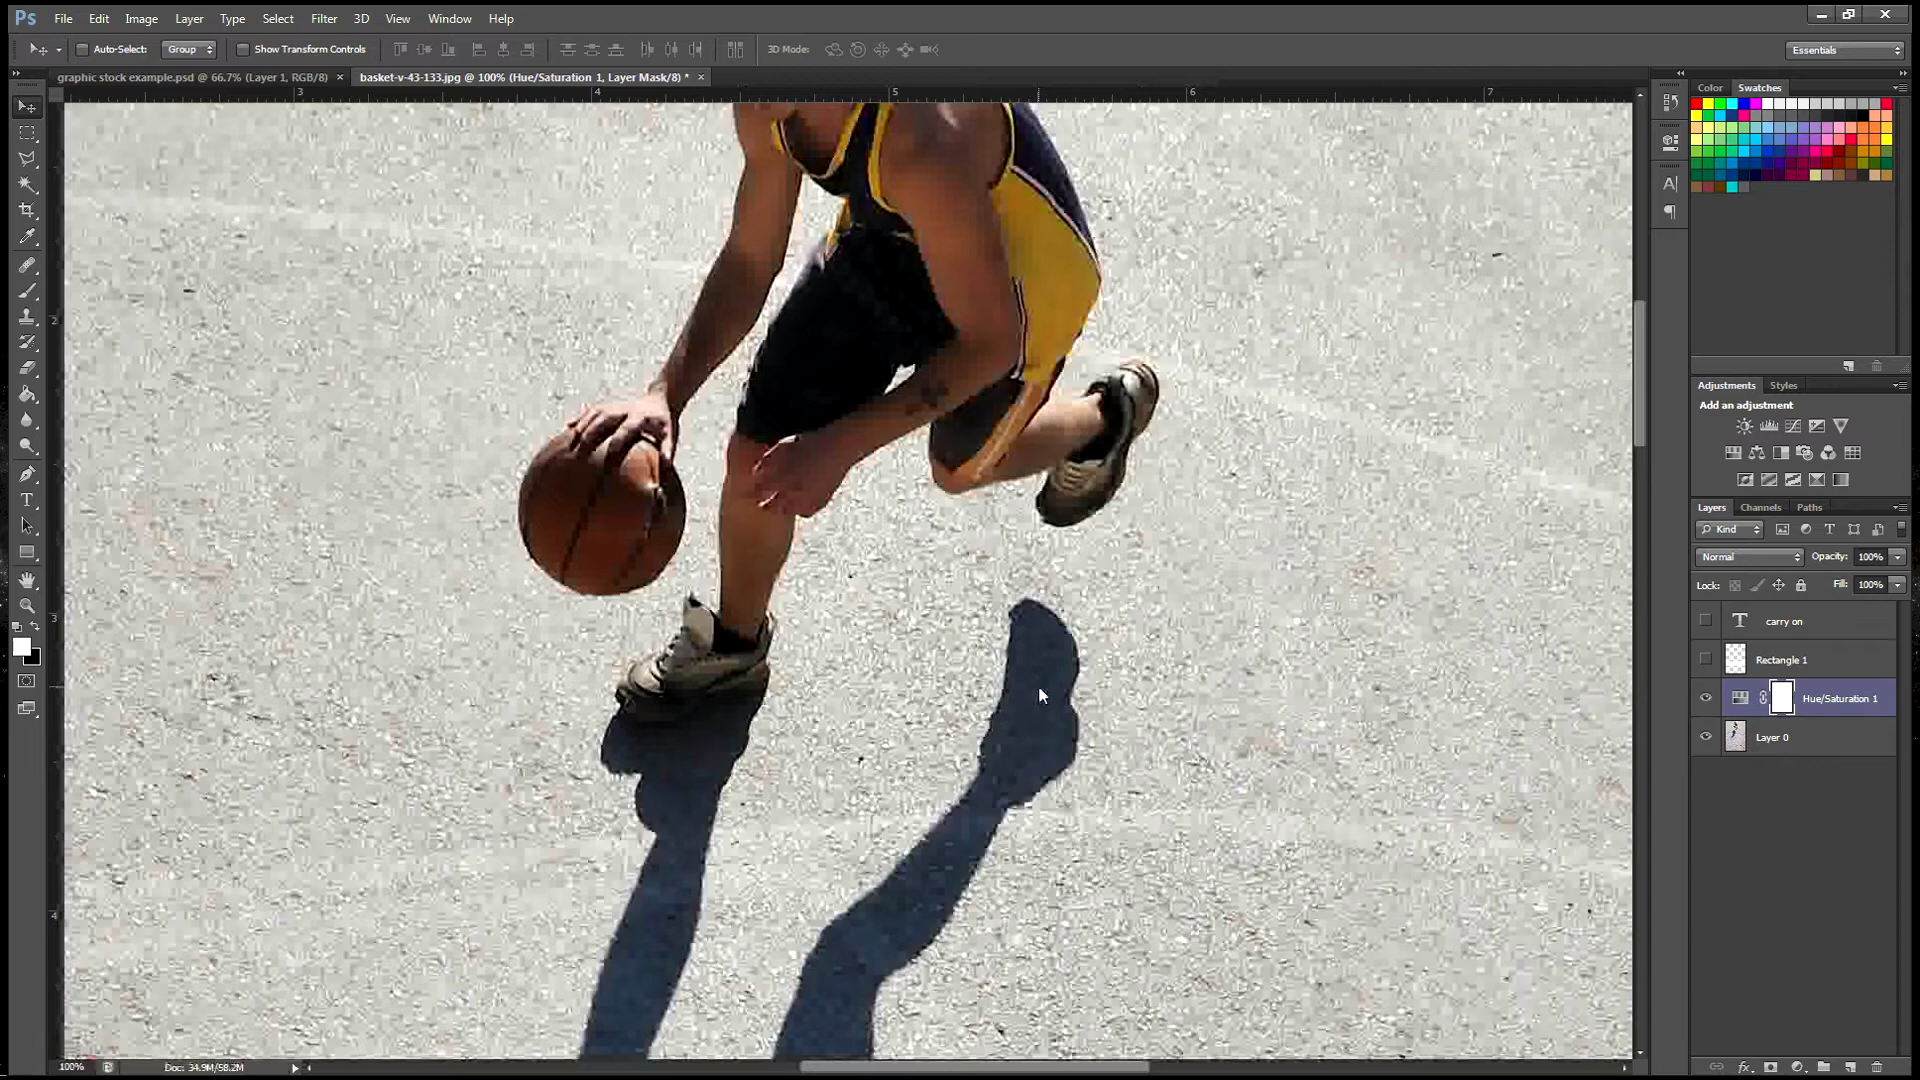 Ps File Edit Image Layer Type Select Filter 3D View Window Help
Auto-Select: Group Show Transform Controls 3D Mode: Essentials
graphic stock example.psd @ 66.7% (Layer 1, RGB/8) × basket-v-43-133.jpg @ 100% (Hue/Saturation 1, Layer Mask/8) * ×
Color Swatches
3 4 5 6 7
2
3
4
Adjustments Styles
Add an adjustment
Layers Channels Paths
Kind
Normal Opacity: 100%
Lock: Fill: 100%
T carry on
Rectangle 1
Hue/Saturation 1
Layer 0
100% Doc: 34.9M/58.2M